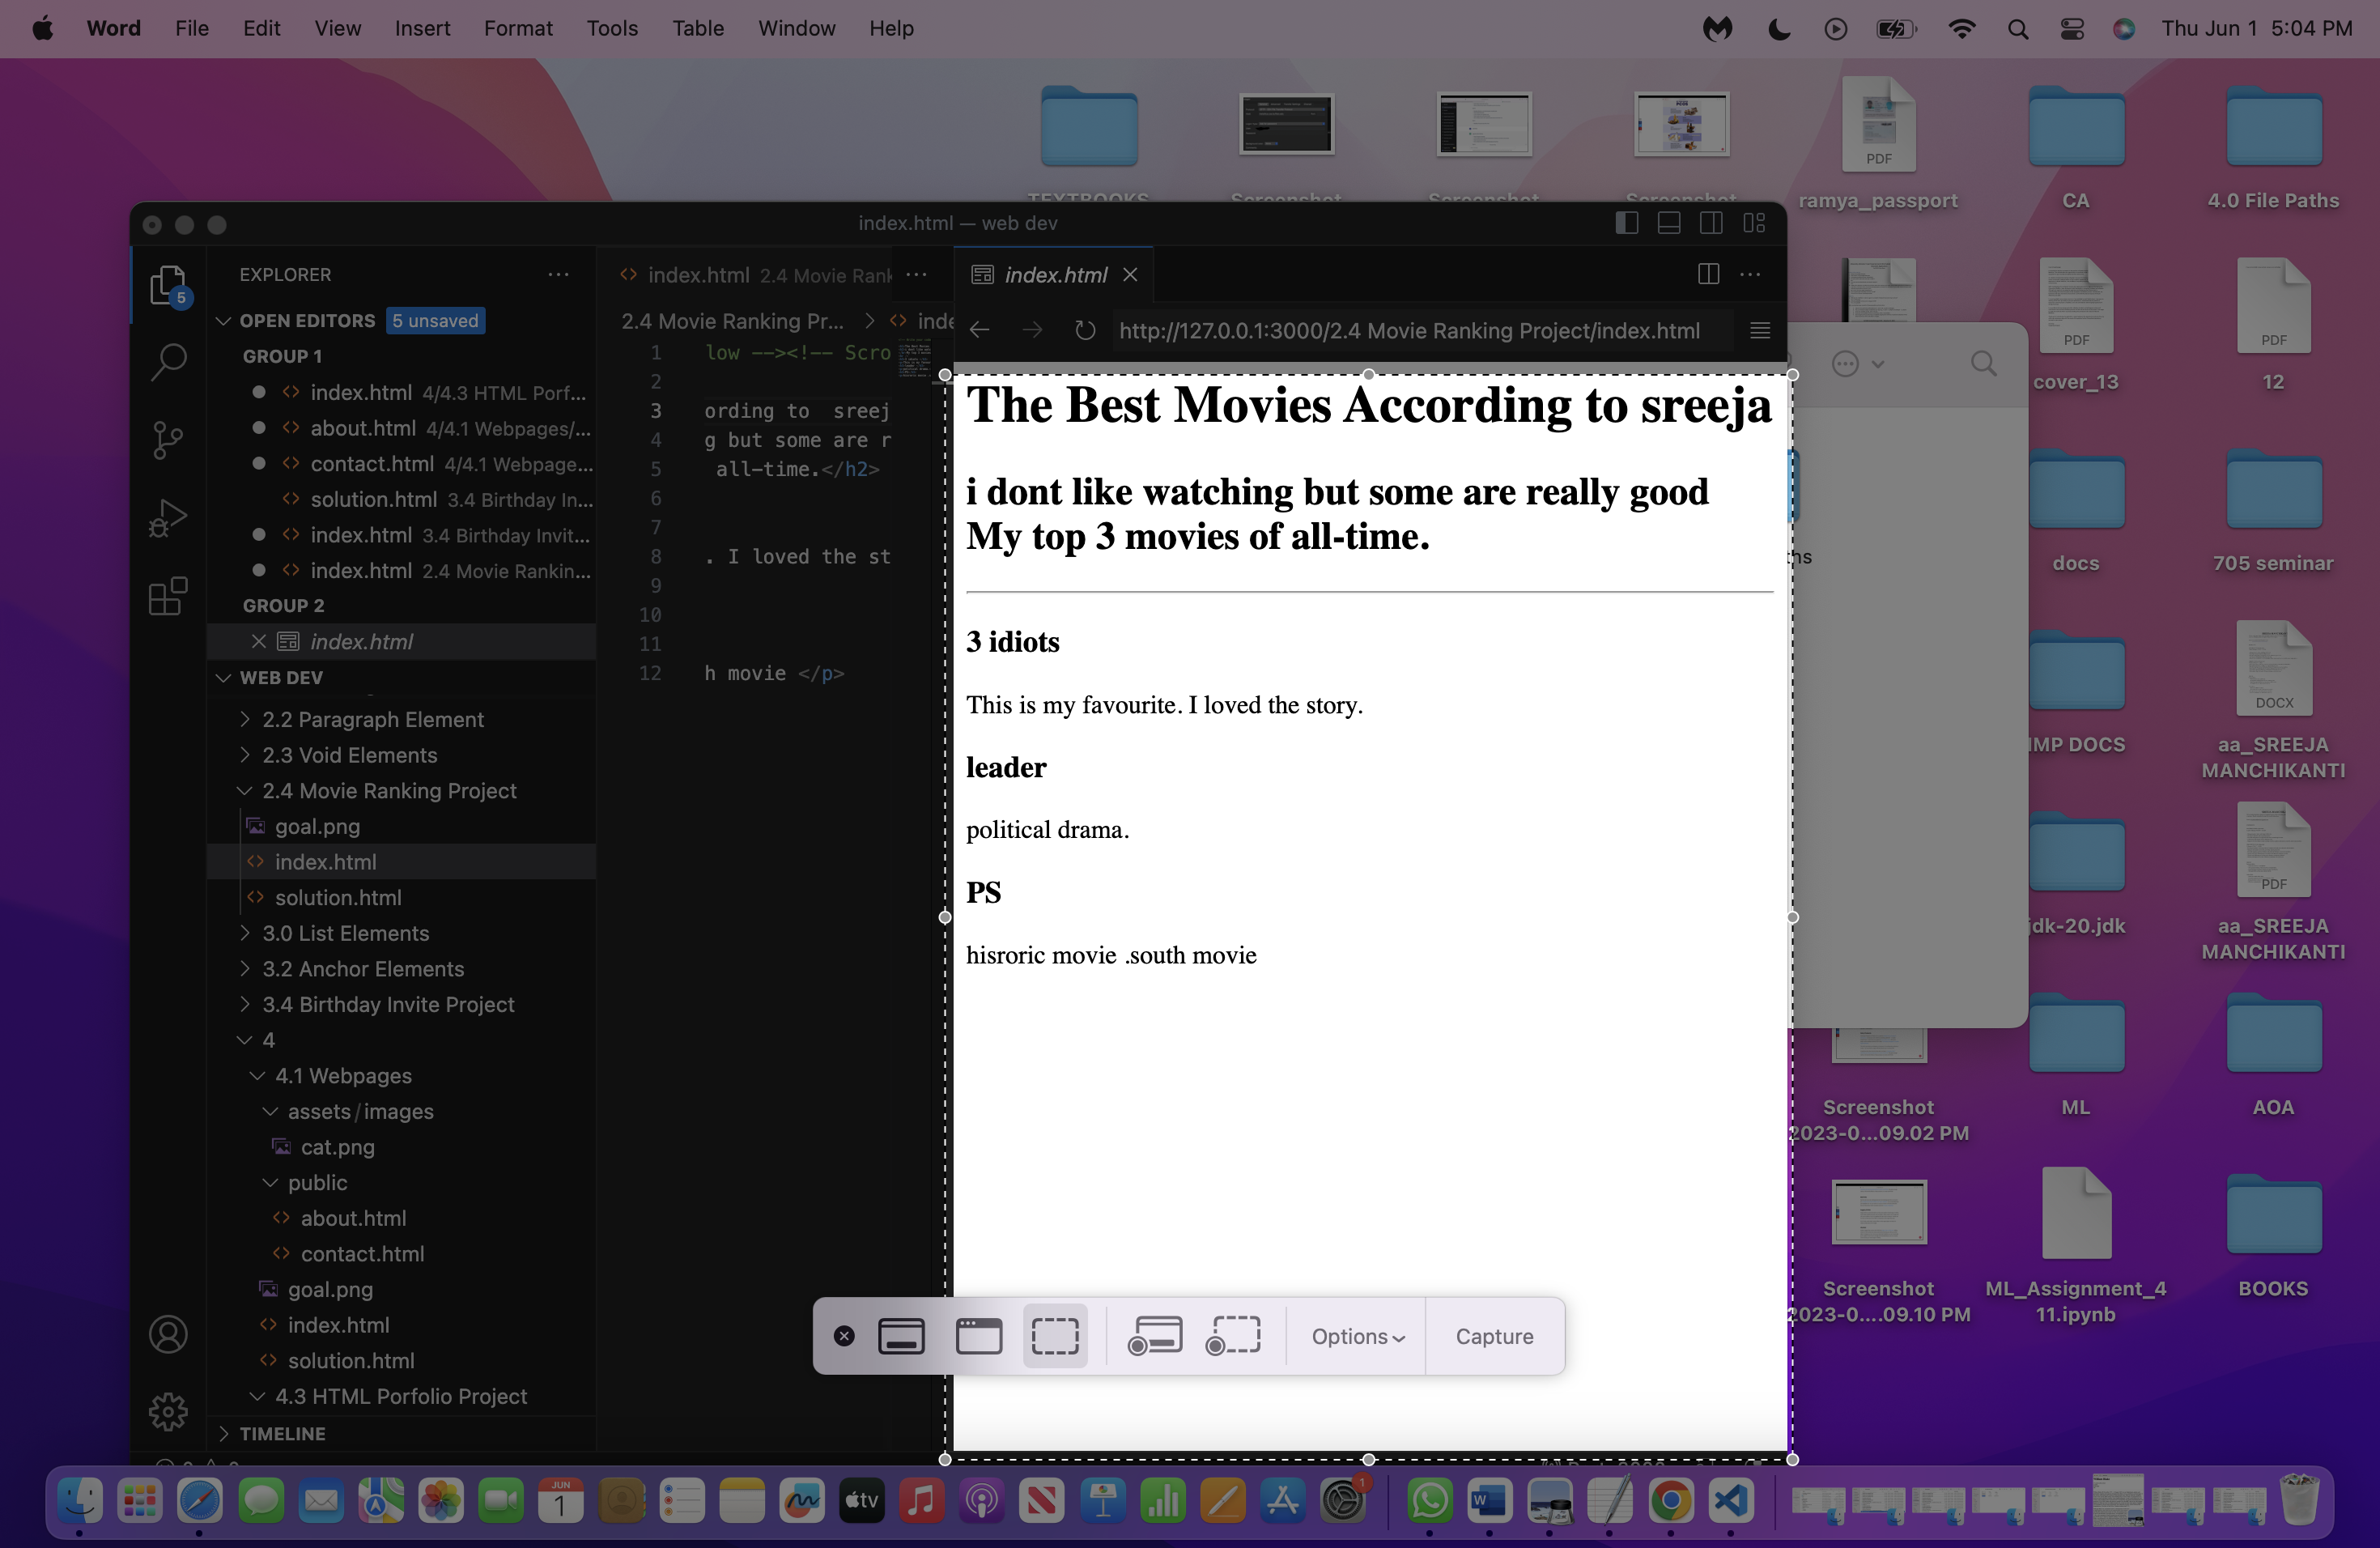 Word File Edit View Insert Format Tools Table Window Help Thu Jun 1 5:04 PM
TEXTBOOKS Screenshot Screenshot Screenshot ramya_passport CA 4.0 File Paths
PDF
index.html — web dev
EXPLORER
OPEN EDITORS 5 unsaved
GROUP 1
index.html 4/4.3 HTML Porf...
about.html 4/4.1 Webpages/...
contact.html 4/4.1 Webpage...
solution.html 3.4 Birthday In...
index.html 3.4 Birthday Invit...
index.html 2.4 Movie Rankin...
GROUP 2
index.html
WEB DEV
2.2 Paragraph Element
2.3 Void Elements
2.4 Movie Ranking Project
goal.png
index.html
solution.html
3.0 List Elements
3.2 Anchor Elements
3.4 Birthday Invite Project
4
4.1 Webpages
assets/images
cat.png
public
about.html
contact.html
goal.png
index.html
solution.html
4.3 HTML Porfolio Project
TIMELINE
5
index.html 2.4 Movie Rank
2.4 Movie Ranking Pr... > inde
1 low --><!-- Scro
2
3 ording to  sreej
4 g but some are r
5 all-time.</h2>
6
7
8 . I loved the st
9
10
11
12 h movie </p>
index.html
http://127.0.0.1:3000/2.4 Movie Ranking Project/index.html
The Best Movies According to sreeja
i dont like watching but some are really good
My top 3 movies of all-time.
3 idiots
This is my favourite. I loved the story.
leader
political drama.
PS
hisroric movie .south movie
Options Capture
ths
PDF PDF
cover_13 12
docs 705 seminar
DOCX
IMP DOCS aa_SREEJA
MANCHIKANTI
PDF
jdk-20.jdk aa_SREEJA
MANCHIKANTI
Screenshot ML AOA
2023-0...09.02 PM
Screenshot ML_Assignment_4 BOOKS
2023-0....09.10 PM 11.ipynb
JUN
1
tv
1
W